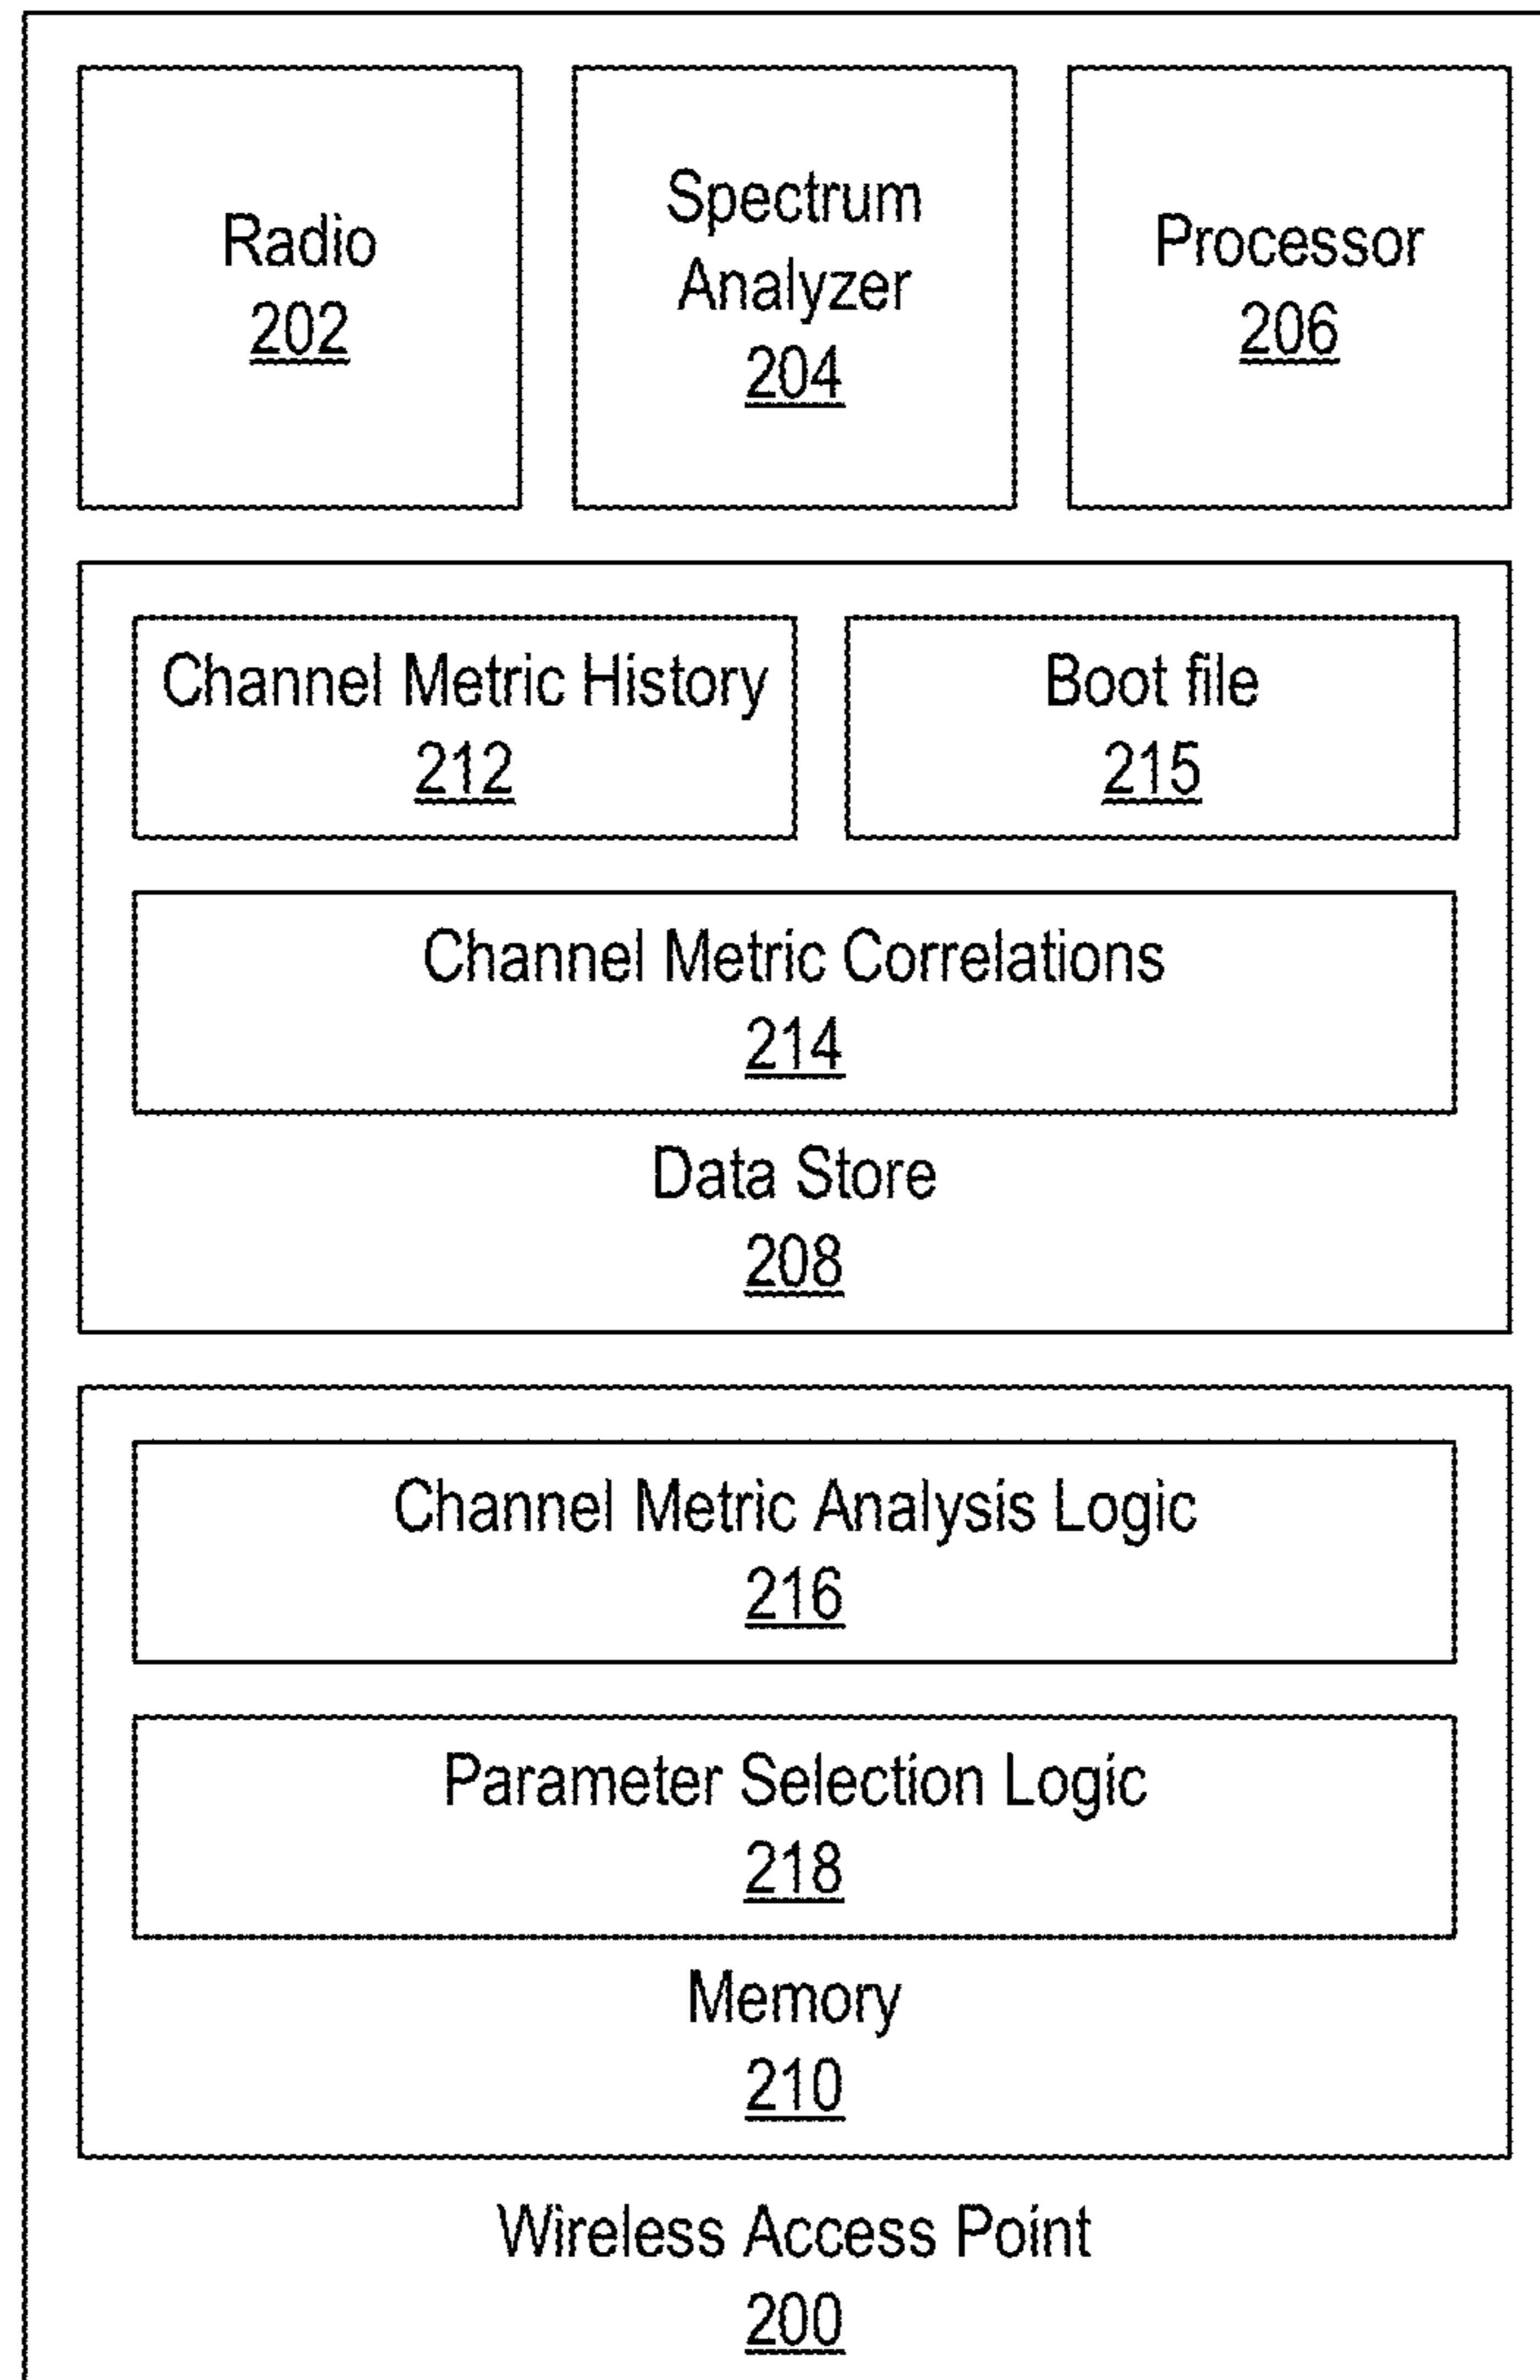 Radio
202
Spectrum
Analyzer
204
Processor
206
Channel Metric History
212
Boot file
215
Channel Metric Correlations
214
Data Store
208
Channel Metric Analysis Logic
216
Parameter Selection Logic
218
Memory
210
Wireless Access Point
200